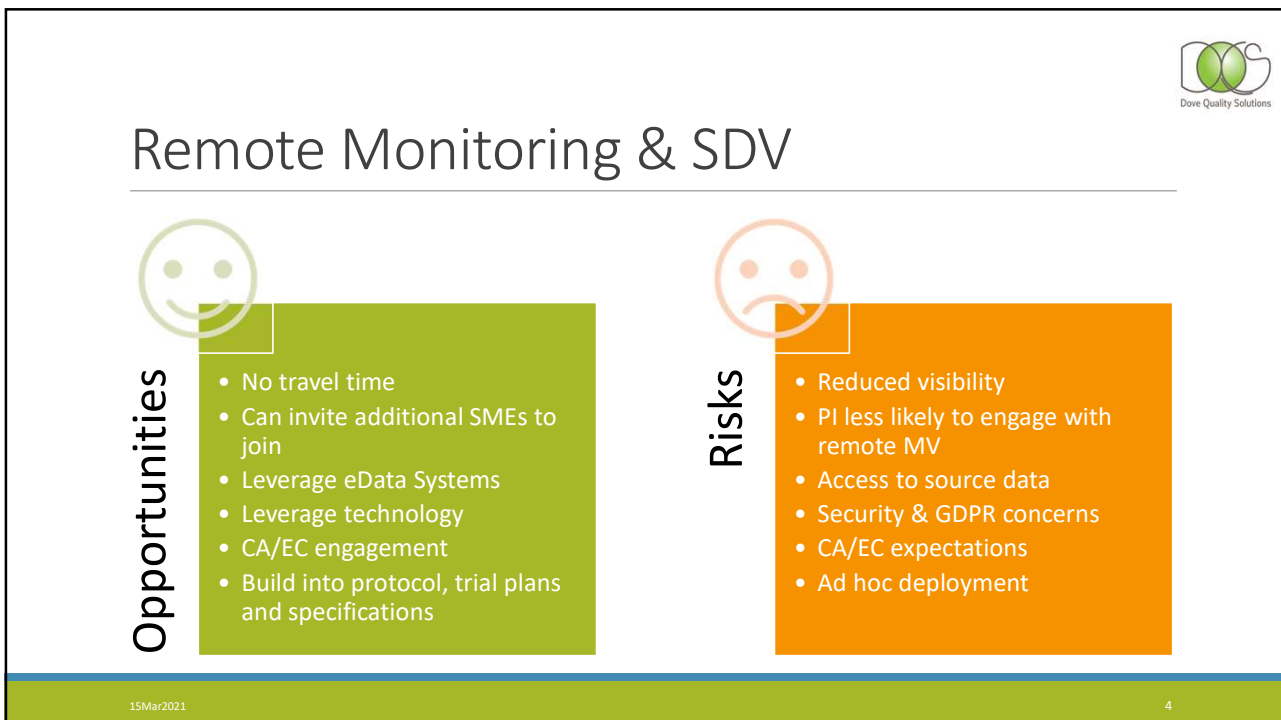 DQS
Dove Quality Solutions
Remote Monitoring & SDV
Opportunities
• No travel time
• Can invite additional SMEs to
join
• Leverage eData Systems
• Leverage technology
• CA/EC engagement
• Build into protocol, trial plans
and specifications
Risks
• Reduced visibility
• PI less likely to engage with
remote MV
• Access to source data
• Security & GDPR concerns
• CA/EC expectations
• Ad hoc deployment
15Mar2021
4